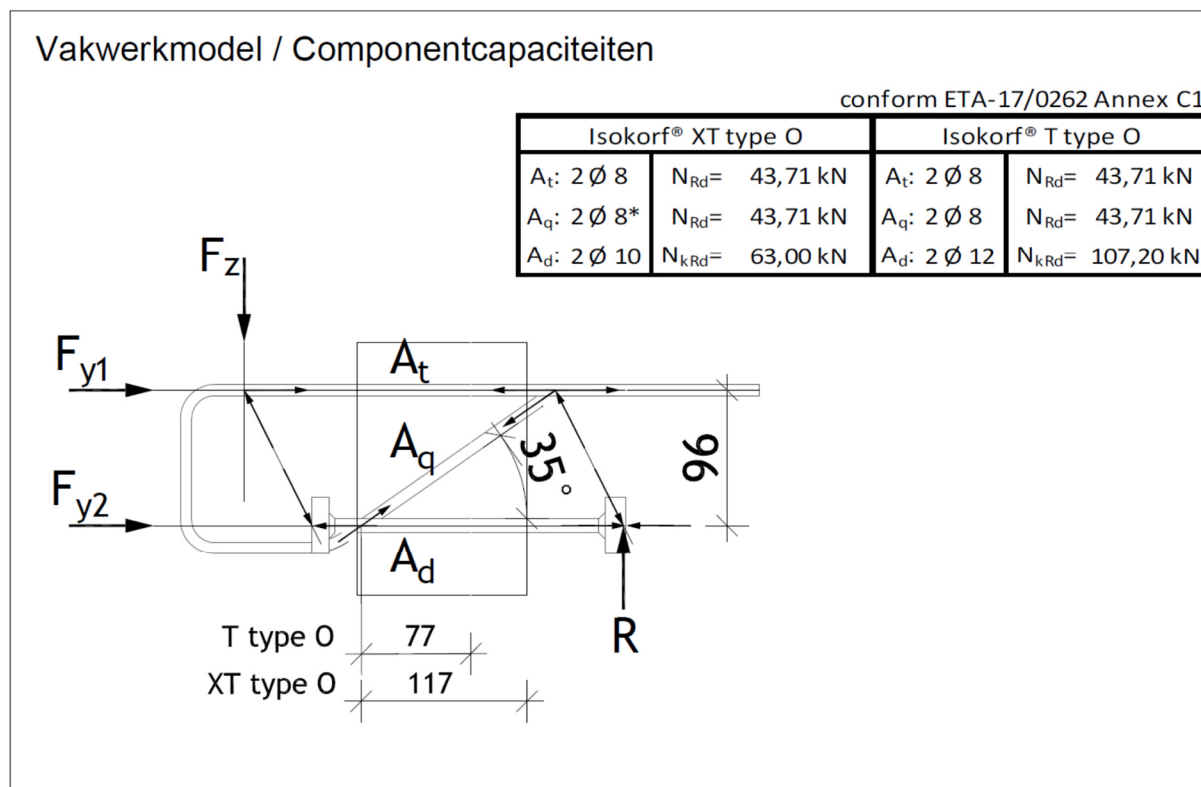 Vakwerkmodel / Componentcapaciteiten
conform ETA-17/0262 Annex C1
Isokorf® XT type O Isokorf® T type O
At: 2 Ø 8 NRd= 43,71 kN At: 2 Ø 8 NRd= 43,71 kN
Aq: 2 Ø 8* NRd= 43,71 kN Aq: 2 Ø 8 NRd= 43,71 kN
Ad: 2 Ø 10 NkRd= 63,00 kN Ad: 2 Ø 12 NkRd= 107,20 kN
Fz
Fy1
At
Aq
35°
96
Fy2
Ad
R
T type O 77
XT type O 117